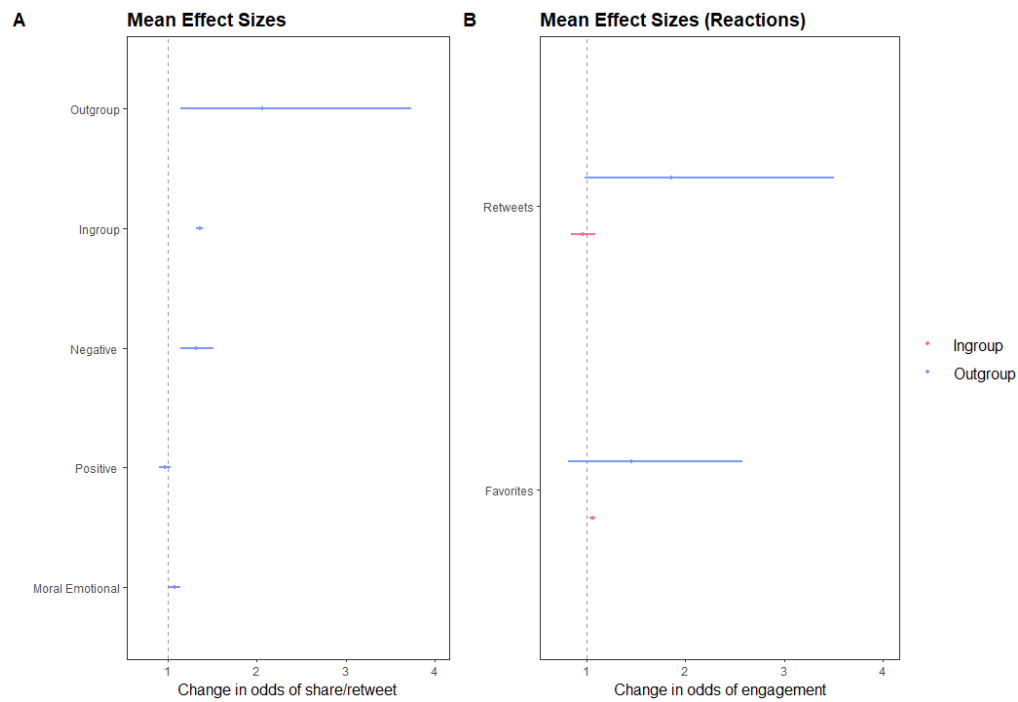 A
Mean Effect Sizes
Outgroup
Ingroup
Negative
Positive
Moral Emotional
1 2 3 4
Change in odds of share/retweet
B
Mean Effect Sizes (Reactions)
Retweets
Favorites
1 2 3 4
Change in odds of engagement
Ingroup
Outgroup